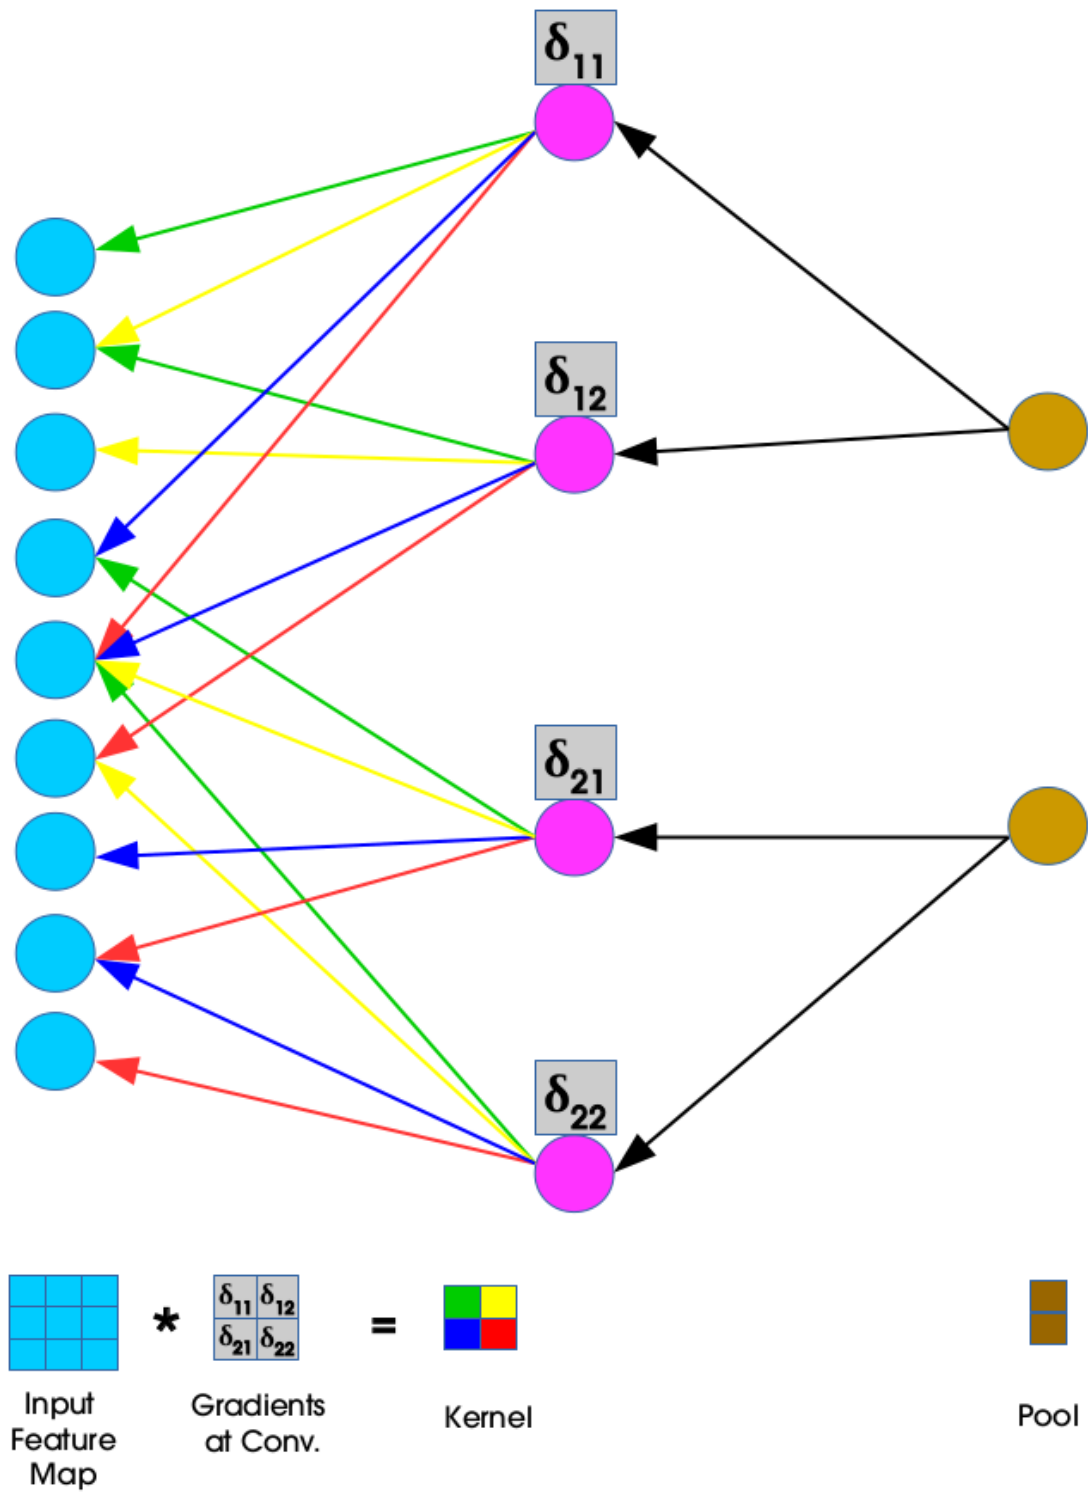 δ11
δ12
δ21
δ22
δ11 δ12
* =
δ21 δ22
Input
Feature
Map
Gradients
at Conv.
Kernel
Pool